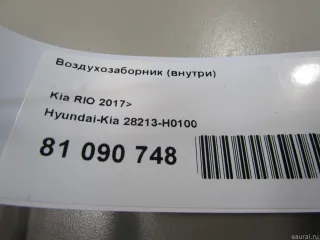 Воздухозаборник (внутри)
Kia RIO 2017>
Hyundai-Kia 28213-H0100
81 090 748
saural.ru